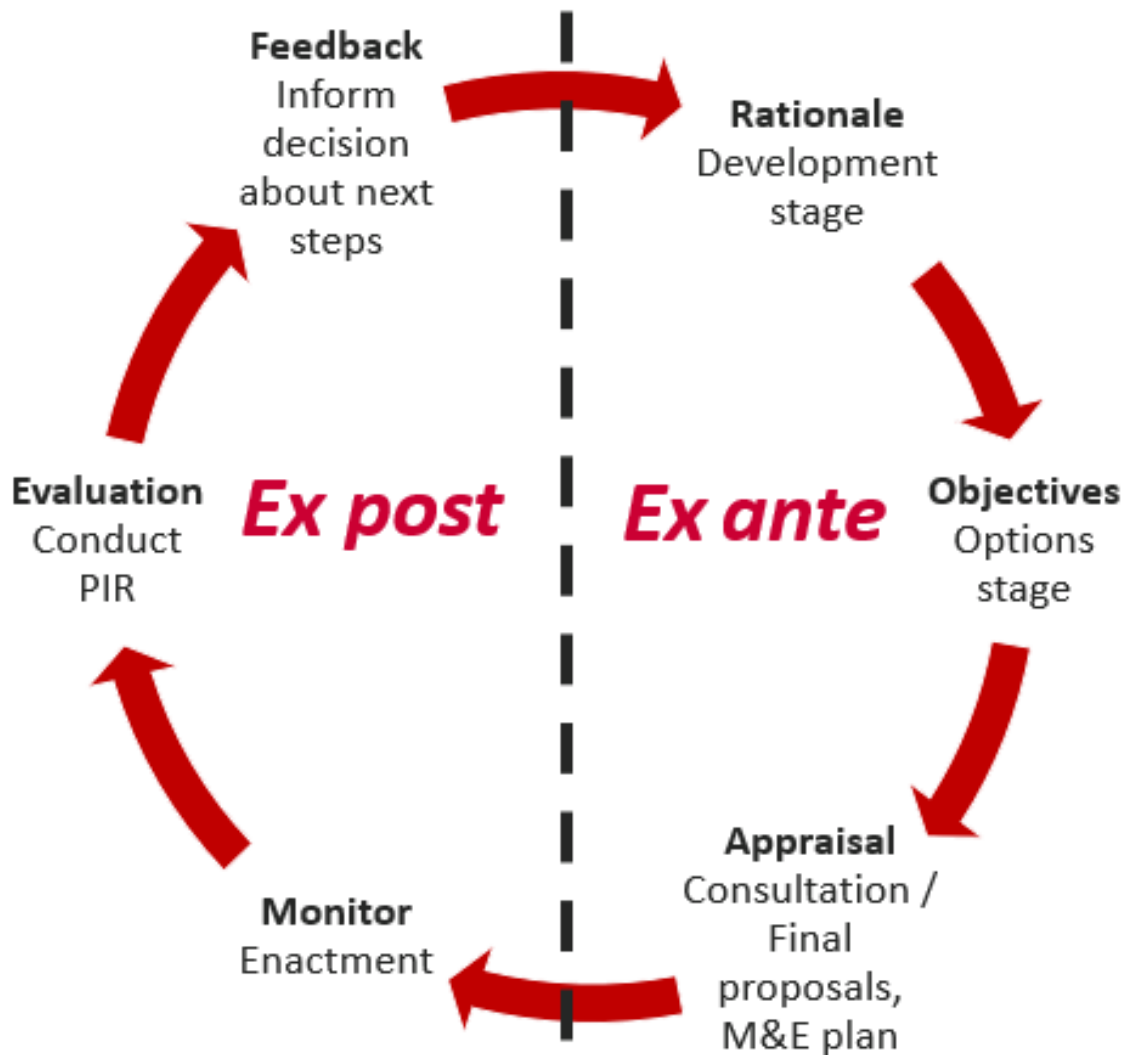 Feedback
Inform
decision
about next
steps
Rationale
Development
stage
Evaluation
Conduct
PIR
Ex post
Ex ante
Objectives
Options
stage
Appraisal
Consultation /
Final
proposals,
M&E plan
Monitor
Enactment